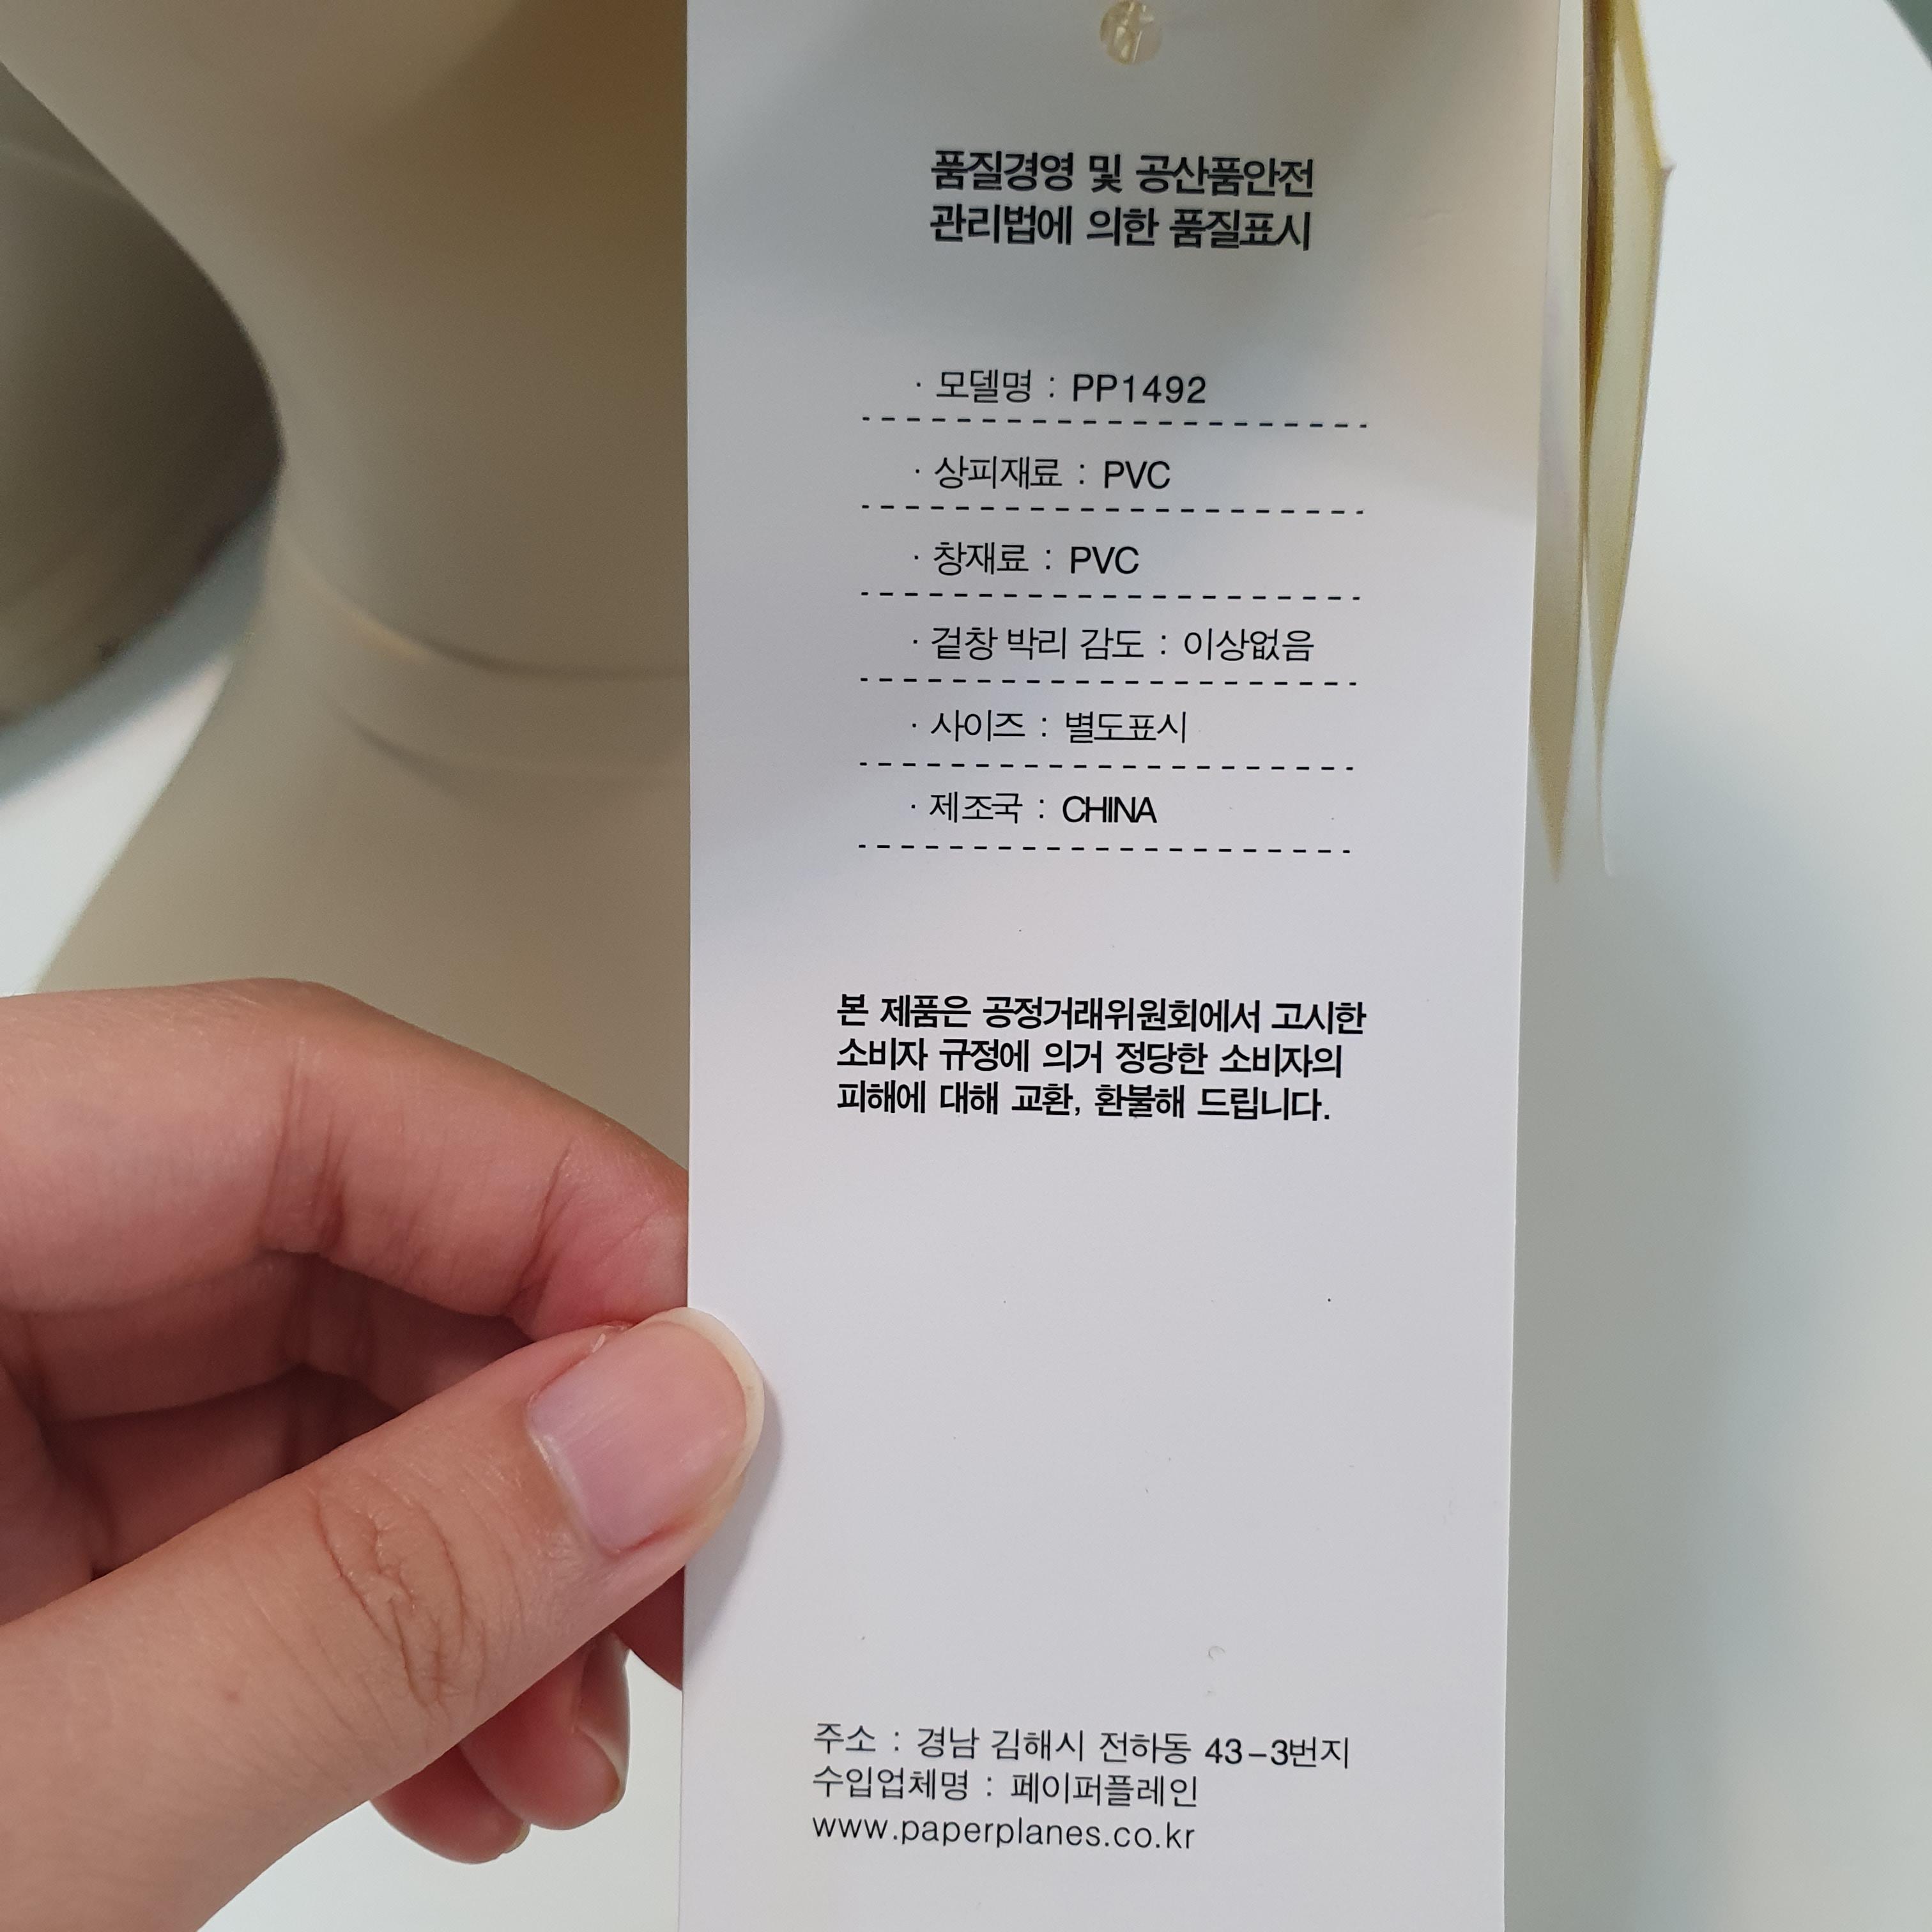 품질경영 및 공산품안전
관리법에 의한 품질표시
· 모델명 : PP1492
· 상피재료 : PVC
· 창재료 : PVC
· 겉창 박리 감도 : 이상없음
· 사이즈 : 별도표시
· 제조국 : CHINA
본 제품은 공정거래위원회에서 고시한
소비자 규정에 의거 정당한 소비자의
피해에 대해 교환, 환불해 드립니다.
주소 : 경남 김해시 전하동 43-3번지
수입업체명 : 페이퍼플레인
www.paperplanes.co.kr